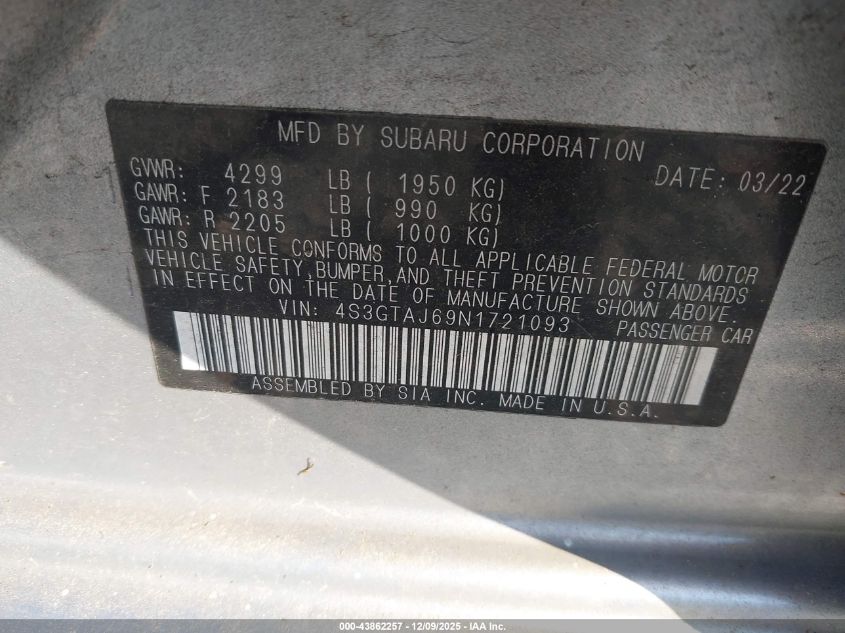 MFD BY SUBARU CORPORATION
GVWR: 4299 LB ( 1950 KG) DATE: 03/22
GAWR: F 2183 LB ( 990 KG)
GAWR: R 2205 LB ( 1000 KG)
THIS VEHICLE CONFORMS TO ALL APPLICABLE FEDERAL MOTOR
VEHICLE SAFETY, BUMPER, AND THEFT PREVENTION STANDARDS
IN EFFECT ON THE DATE OF MANUFACTURE SHOWN ABOVE.
VIN: 4S3GTAJ69N1721093 PASSENGER CAR
ASSEMBLED BY SIA INC. MADE IN U.S.A.
000-43862257 - 12/09/2025 - IAA Inc.